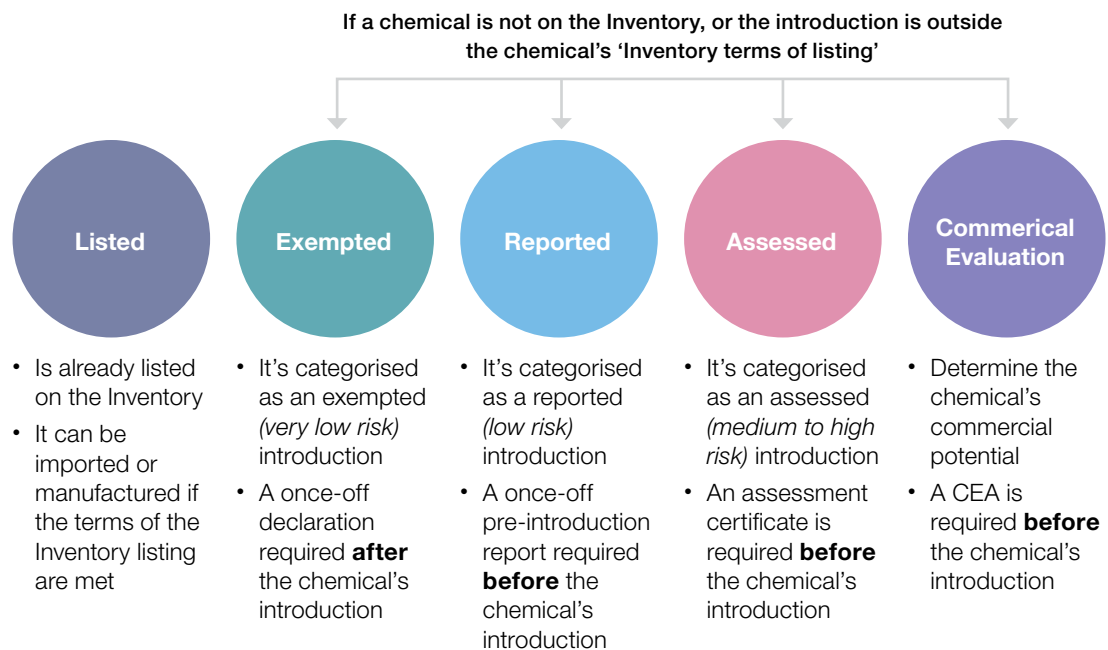 If a chemical is not on the Inventory, or the introduction is outside
the chemical's ‘Inventory terms of listing’
Listed
• Is already listed
on the Inventory
• It can be
imported or
manufactured if
the terms of the
Inventory listing
are met
Exempted
• It's categorised
as an exempted
(very low risk)
introduction
• A once-off
declaration
required after
the chemical's
introduction
Reported
• It's categorised
as a reported
(low risk)
introduction
• A once-off
pre-introduction
report required
before the
chemical's
introduction
Assessed
• It's categorised
as an assessed
(medium to high
risk) introduction
• An assessment
certificate is
required before
the chemical's
introduction
Commerical
Evaluation
• Determine the
chemical's
commercial
potential
• A CEA is
required before
the chemical's
introduction